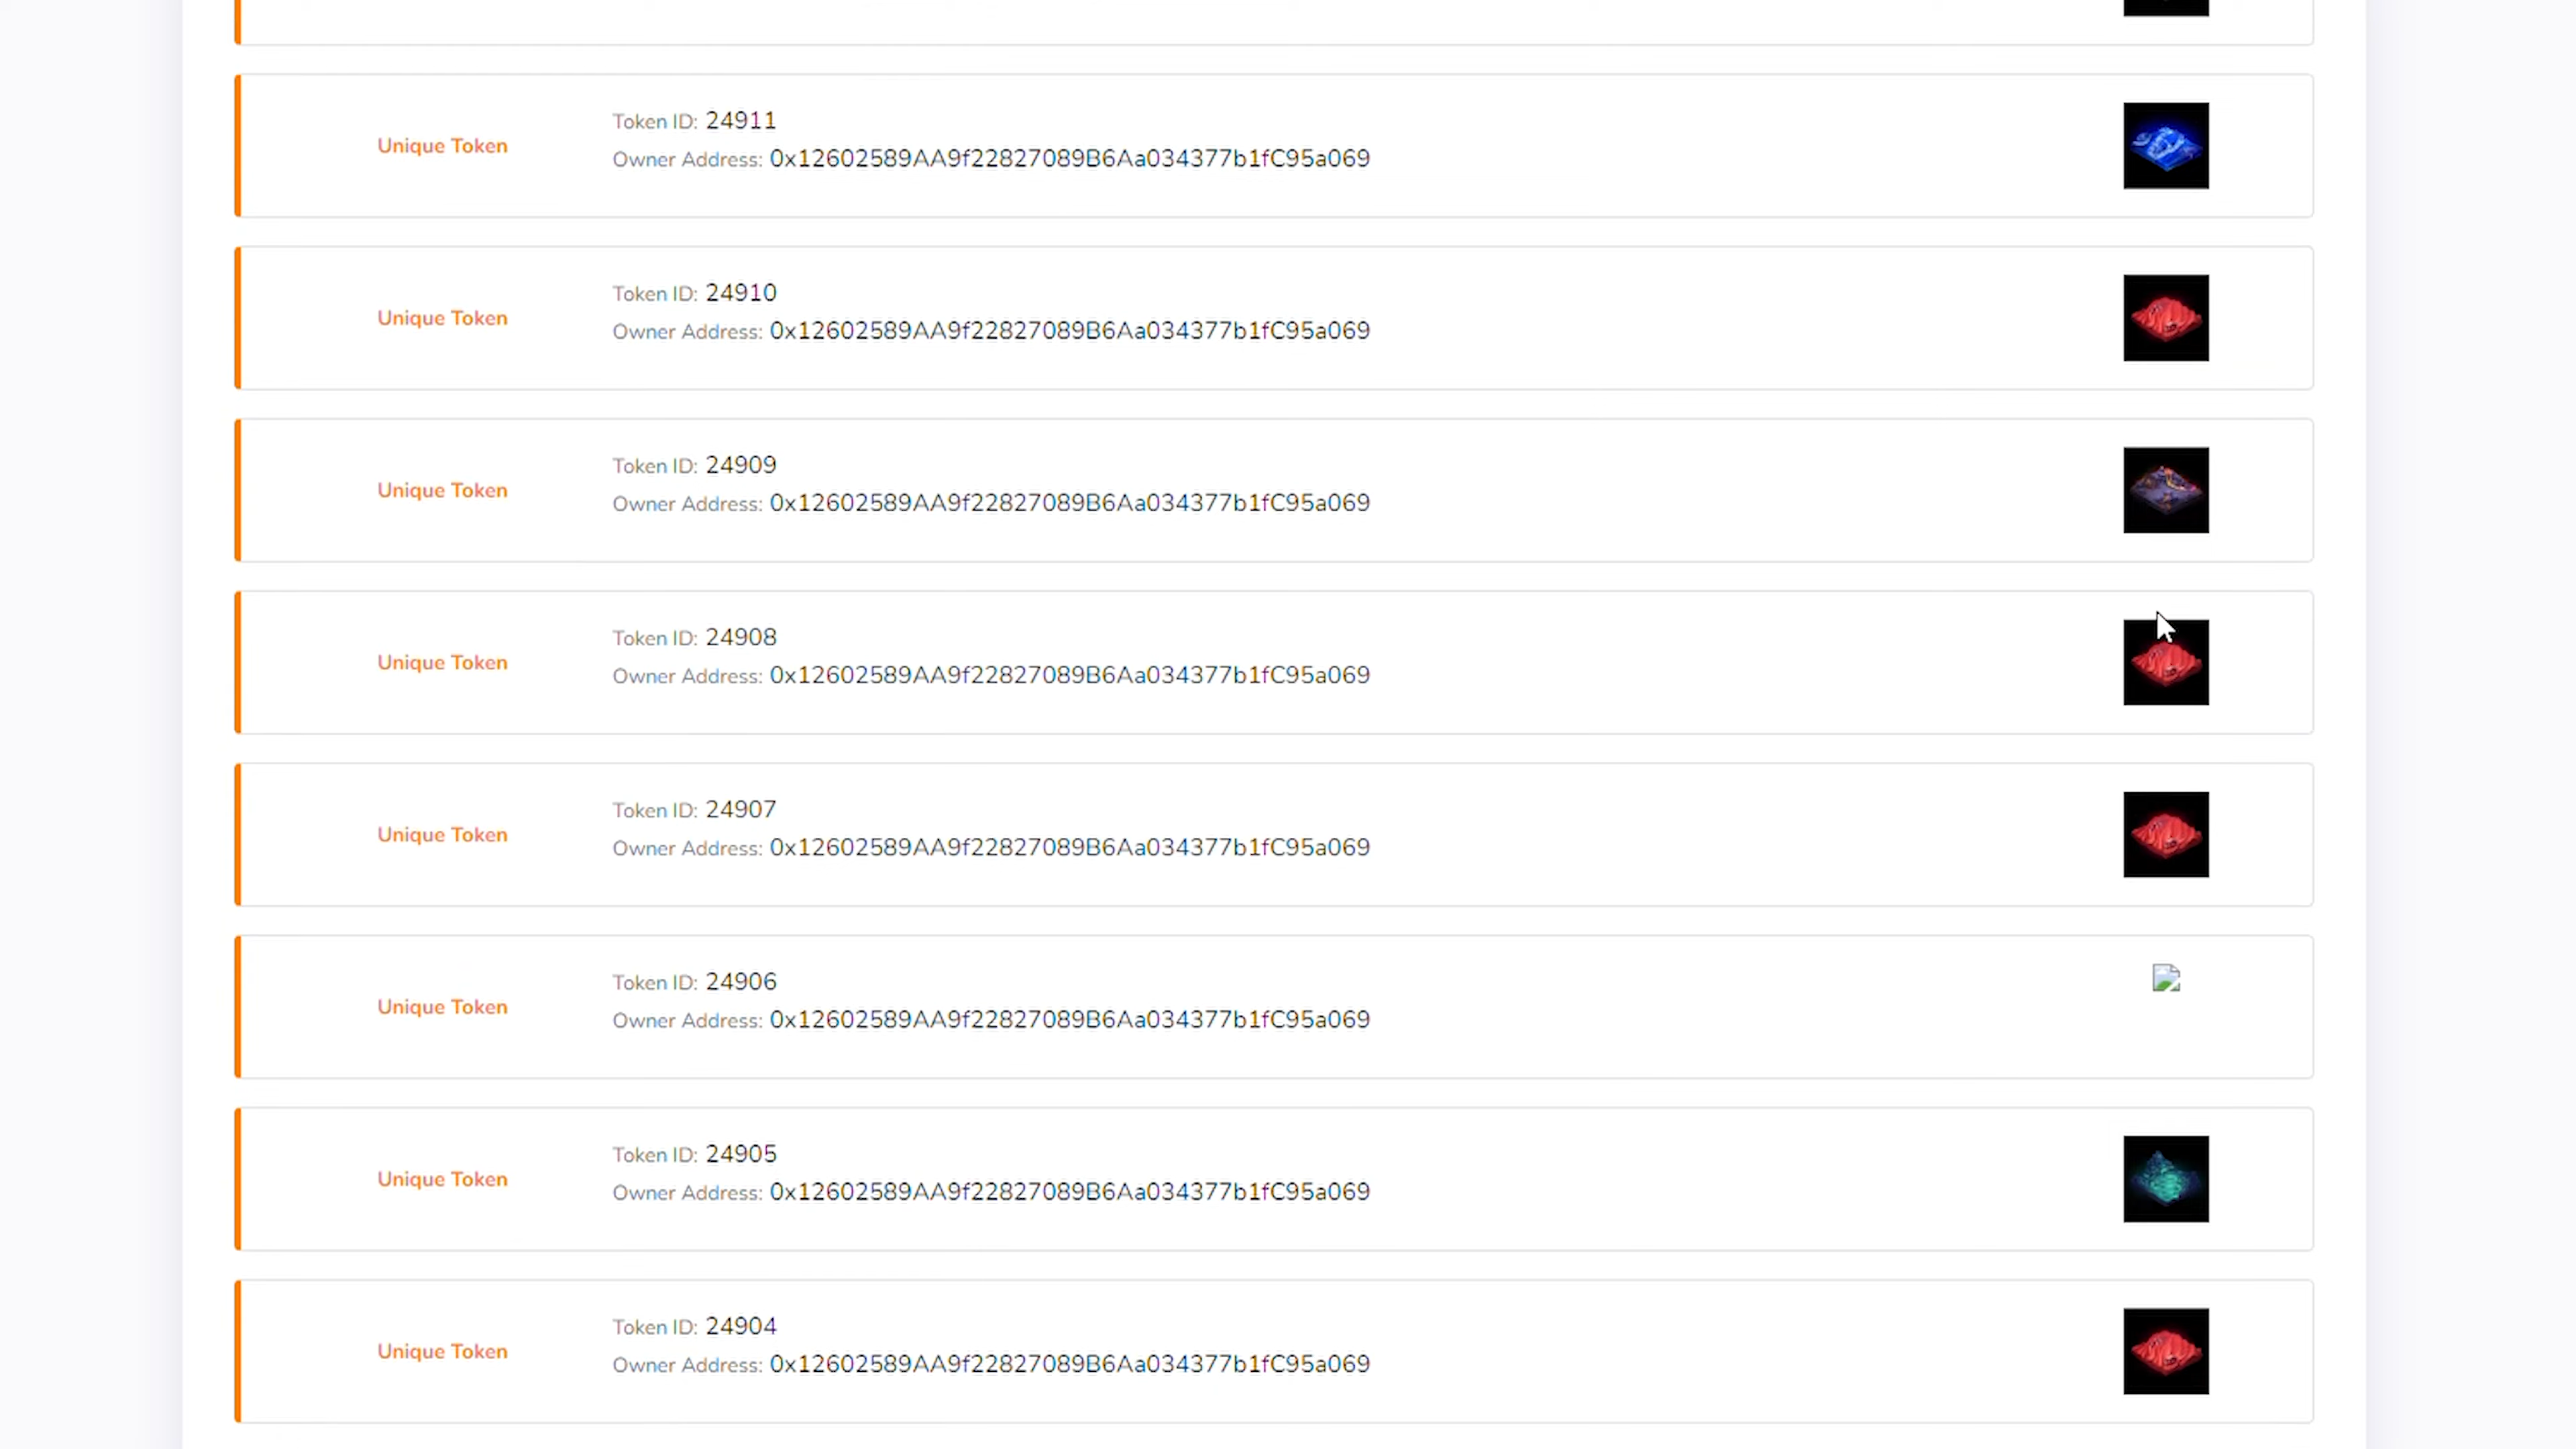 Unique Token
Token ID: 24911
Owner Address: 0x12602589AA9f22827089B6Aa034377b1fC95a069
Unique Token
Token ID: 24910
Owner Address: 0x12602589AA9f22827089B6Aa034377b1fC95a069
Unique Token
Token ID: 24909
Owner Address: 0x12602589AA9f22827089B6Aa034377b1fC95a069
Unique Token
Token ID: 24908
Owner Address: 0x12602589AA9f22827089B6Aa034377b1fC95a069
Unique Token
Token ID: 24907
Owner Address: 0x12602589AA9f22827089B6Aa034377b1fC95a069
Unique Token
Token ID: 24906
Owner Address: 0x12602589AA9f22827089B6Aa034377b1fC95a069
Unique Token
Token ID: 24905
Owner Address: 0x12602589AA9f22827089B6Aa034377b1fC95a069
Unique Token
Token ID: 24904
Owner Address: 0x12602589AA9f22827089B6Aa034377b1fC95a069